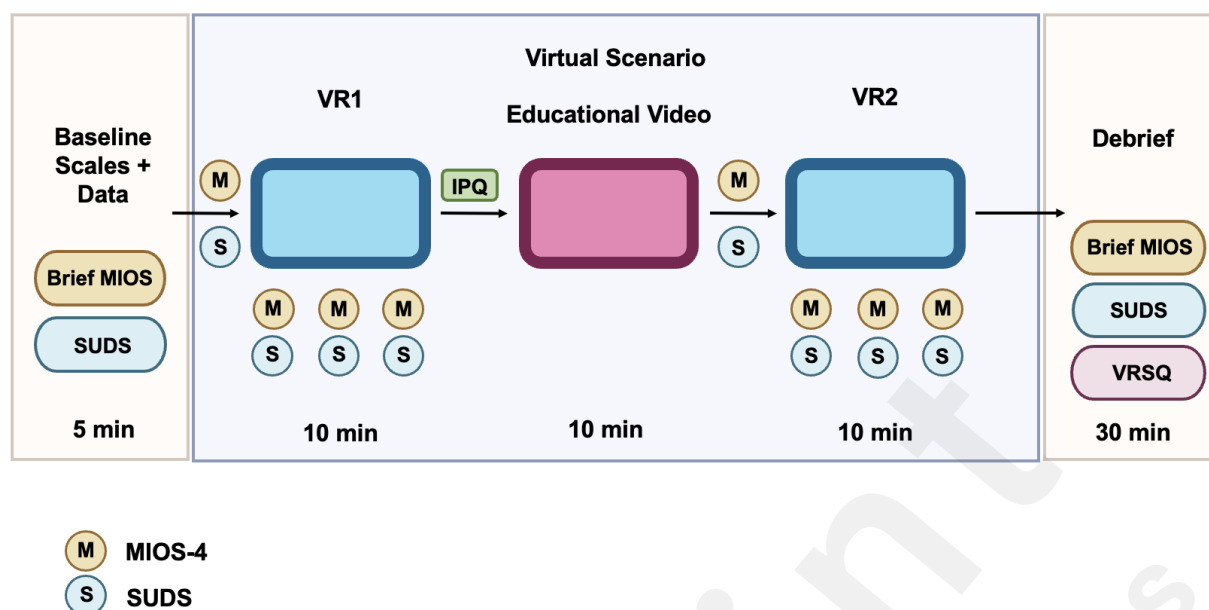 Virtual Scenario
VR1
Educational Video
VR2
Baseline
Scales +
Data
Debrief
M
S
IPQ
M
S
Brief MIOS
SUDS
M M M
S S S
M M M
S S S
Brief MIOS
SUDS
VRSQ
5 min
10 min
10 min
10 min
30 min
M MIOS-4
S SUDS